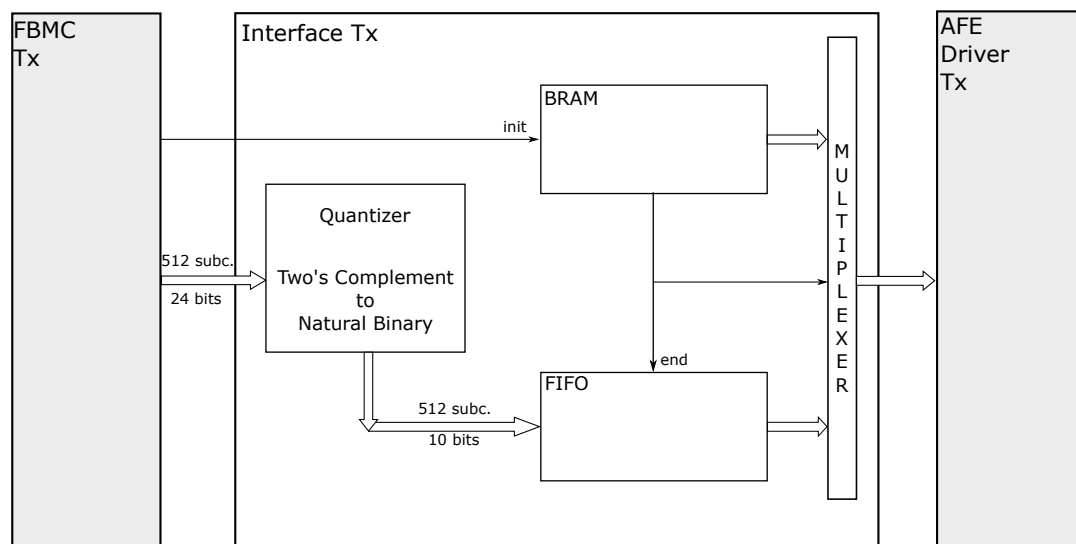 FBMC
Tx
Interface Tx
AFE
Driver
Tx
BRAM
init
MULTIPLEXER
Quantizer
Two's Complement
to
Natural Binary
512 subc.
24 bits
end
FIFO
512 subc.
10 bits